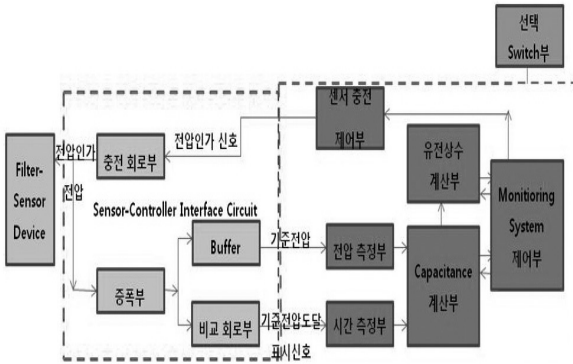 선택
Switch부
센서 충전
제어부
전압인가 신호
전압인가
충전 회로부
유전상수
계산부
Filter-
Sensor
Device
전압
Monitoring
System
제어부
Sensor-Controller Interface Circuit
Buffer
기준전압
전압 측정부
Capacitance
계산부
증폭부
비교 회로부
기준전압도달
표시신호
시간 측정부